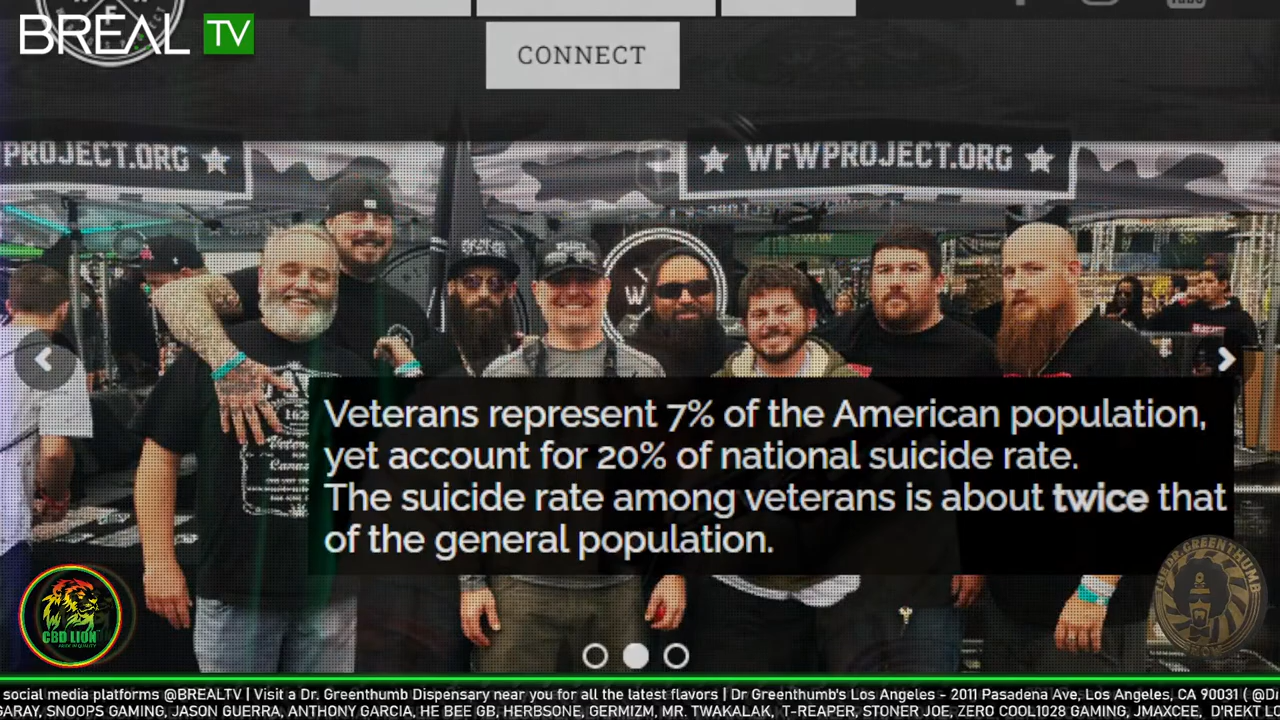 BREAL TV
CONNECT
PROJECT.ORG
WFWPROJECT.ORG
Veterans represent 7% of the American population,
yet account for 20% of national suicide rate.
The suicide rate among veterans is about twice that
of the general population.
CBD LION
DR. GREENTHUMB
social media platforms @BREALTV | Visit a Dr. Greenthumb Dispensary near you for all the latest flavors | Dr Greenthumb's Los Angeles - 2011 Pasadena Ave, Los Angeles, CA 90031 ( @D
GARAY, SNOOPS GAMING, JASON GUERRA, ANTHONY GARCIA, HE BEE GB, HERBSONE, GERMIZM, MR. TWAKALAK, T-REAPER, STONER JOE, ZERO COOL1028 GAMING, JMAXCEE, D'REKT L